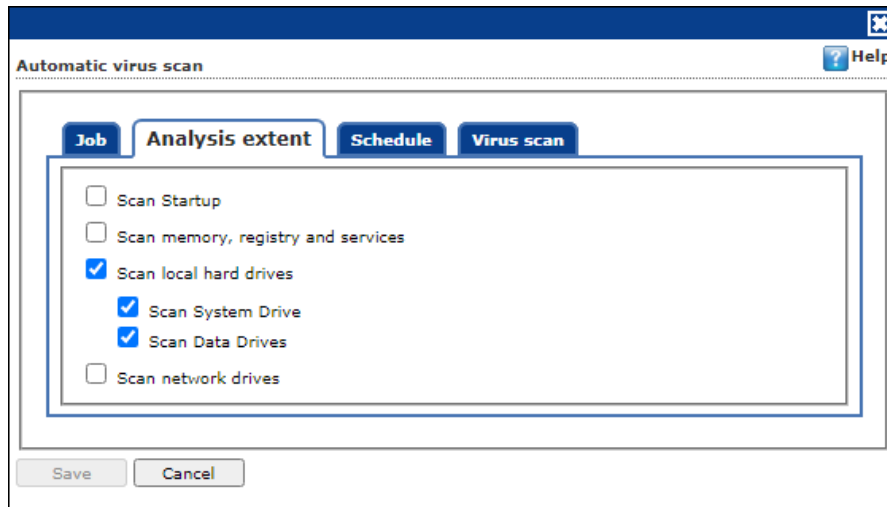 Automatic virus scan
? Help
Job Analysis extent Schedule Virus scan
Scan Startup
Scan memory, registry and services
Scan local hard drives
Scan System Drive
Scan Data Drives
Scan network drives
Save Cancel